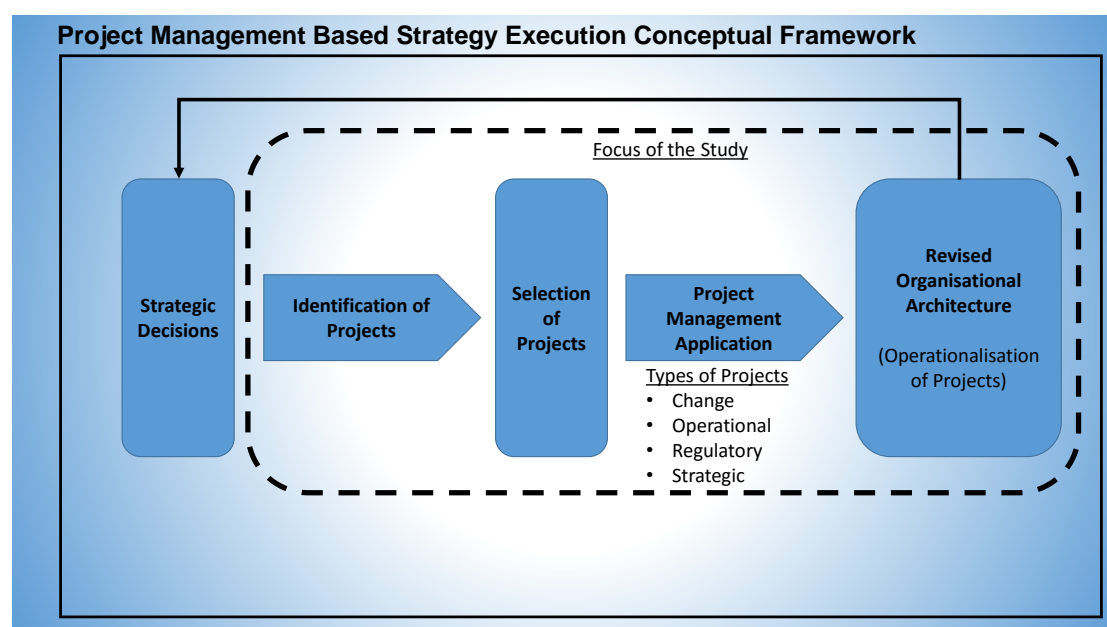 Project Management Based Strategy Execution Conceptual Framework
Focus of the Study
Strategic
Decisions
Identification of
Projects
Selection
of
Projects
Project
Management
Application
Types of Projects
• Change
• Operational
• Regulatory
• Strategic
Revised
Organisational
Architecture
(Operationalisation
of Projects)